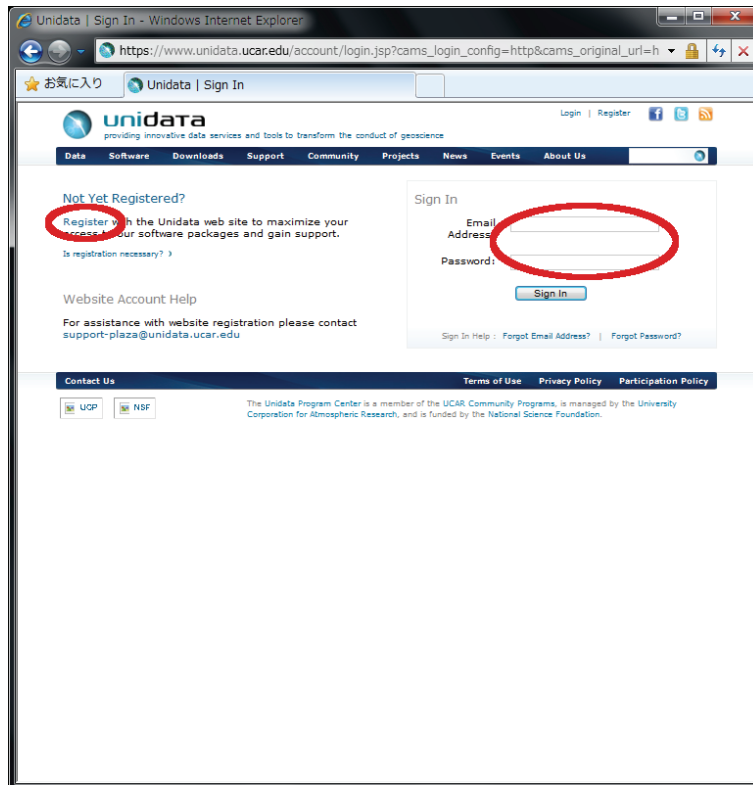 Unidata | Sign In - Windows Internet Explorer
https://www.unidata.ucar.edu/account/login.jsp?cams_login_config=http&cams_original_url=h
お気に入り
Unidata | Sign In
unidata
providing innovative data services and tools to transform the conduct of geoscience
Login | Register
Data Software Downloads Support Community Projects News Events About Us
Not Yet Registered?
Register with the Unidata web site to maximize your
access to our software packages and gain support.
Is registration necessary?
Website Account Help
For assistance with website registration please contact
support-plaza@unidata.ucar.edu
Sign In
Email
Address
Password:
Sign In
Sign In Help : Forgot Email Address? | Forgot Password?
Contact Us
Terms of Use Privacy Policy Participation Policy
UCP
NSF
The Unidata Program Center is a member of the UCAR Community Programs, is managed by the University
Corporation for Atmospheric Research, and is funded by the National Science Foundation.